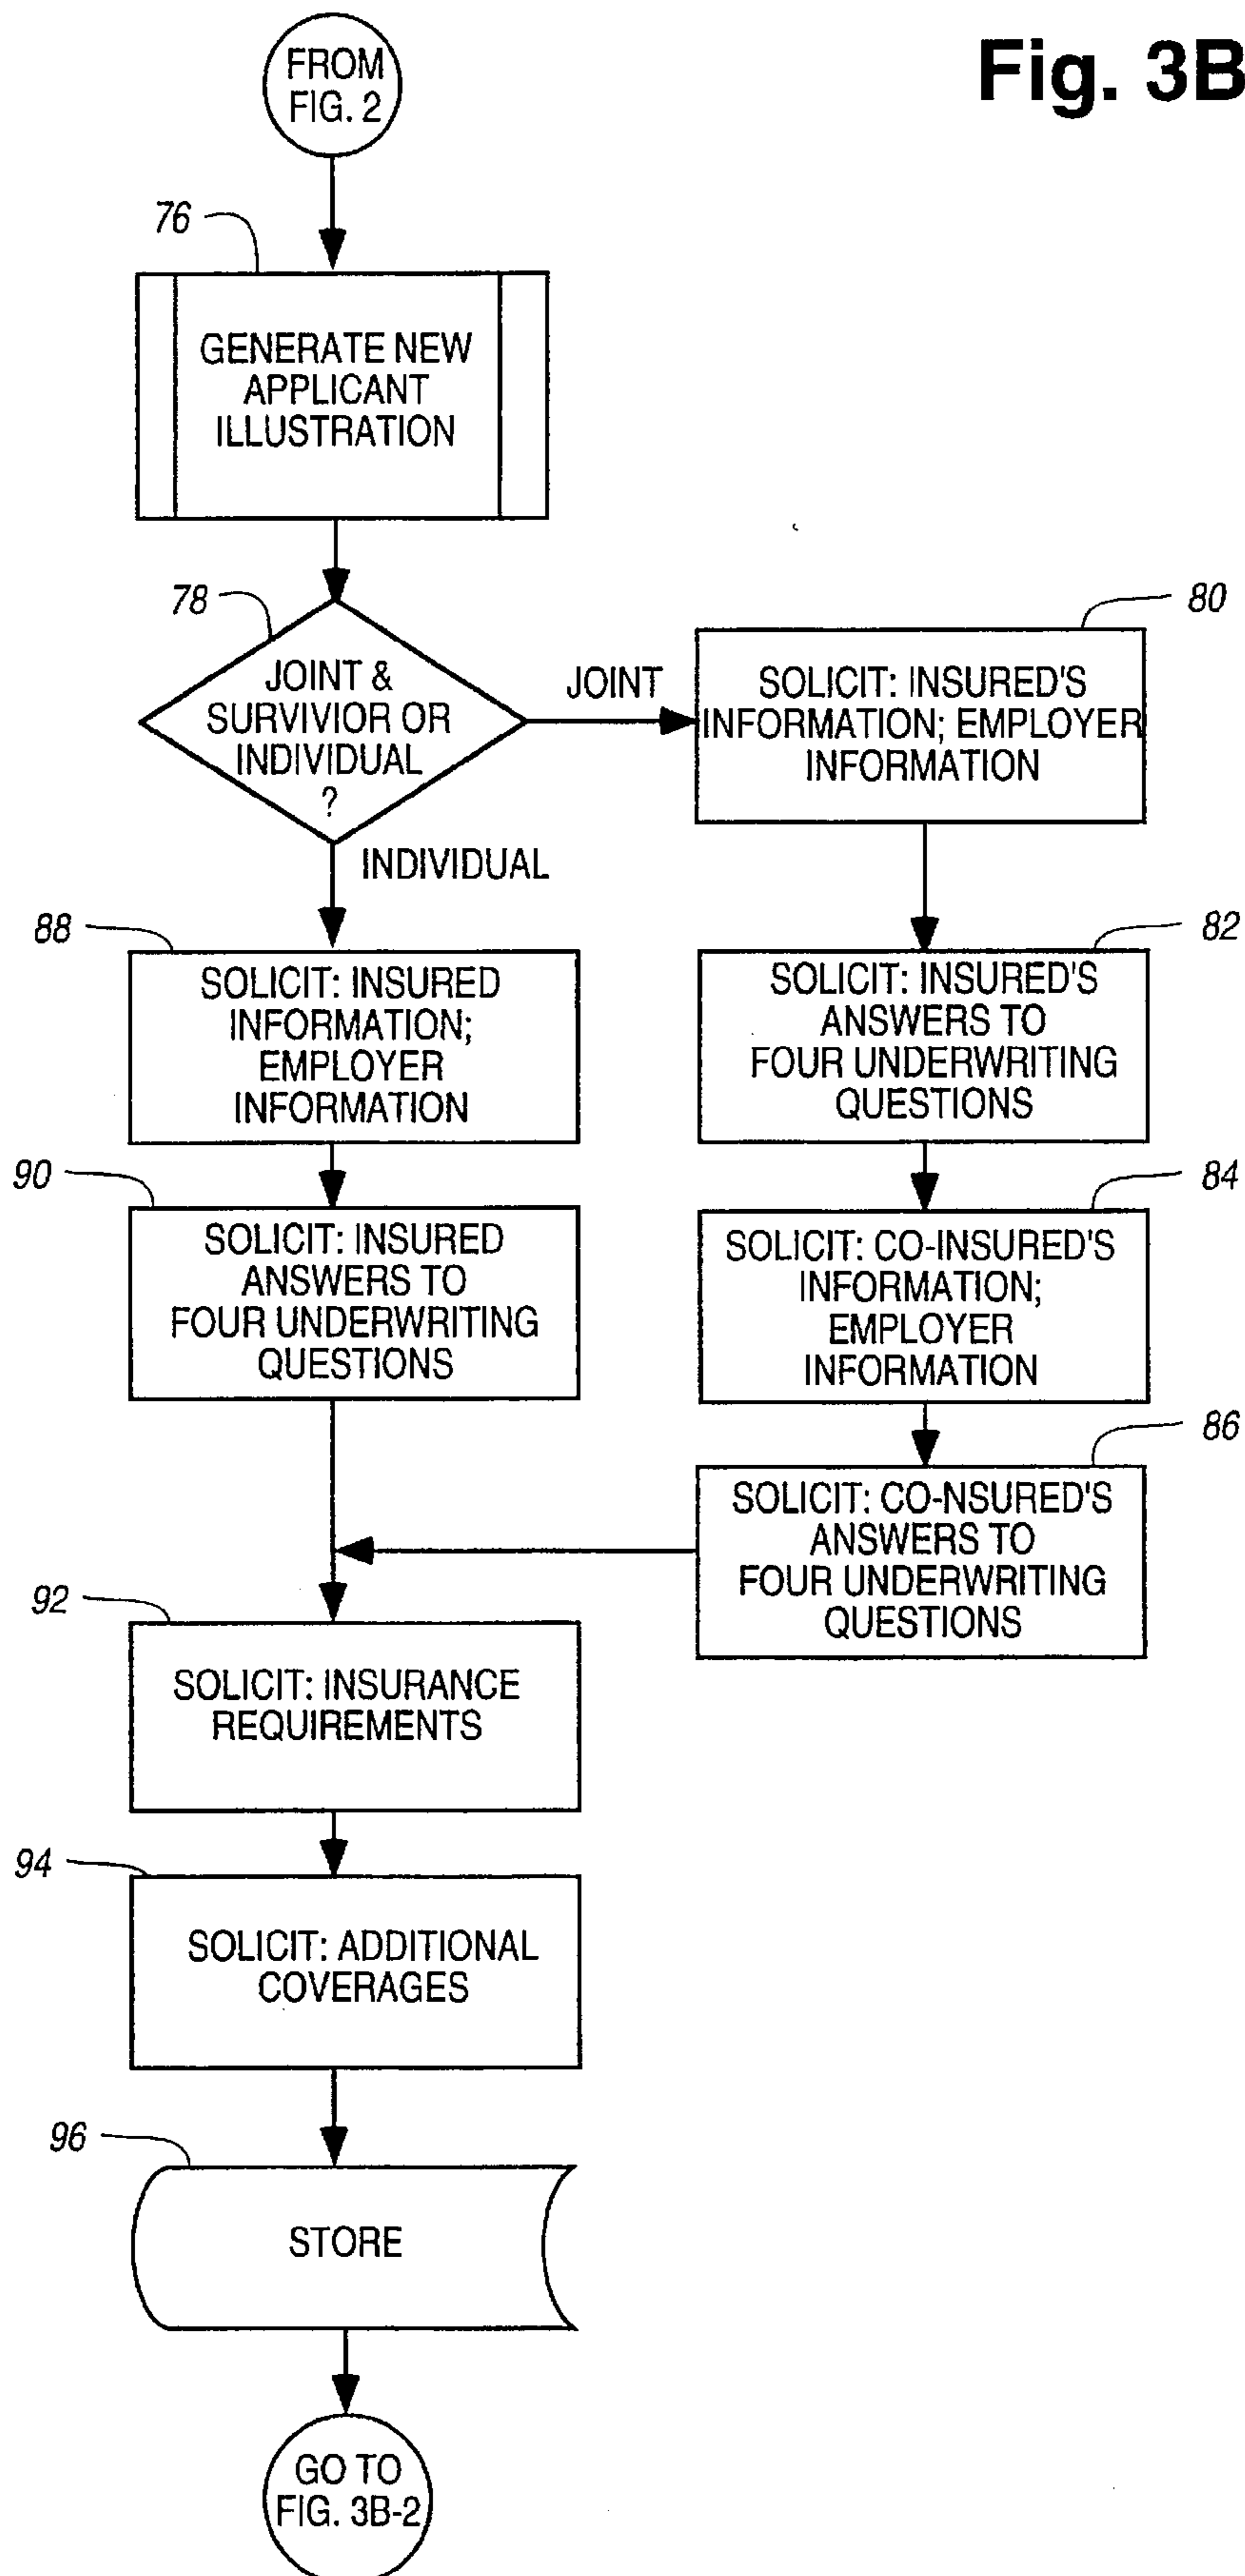 Fig. 3B
FROM
FIG. 2
76
GENERATE NEW
APPLICANT
ILLUSTRATION
78
JOINT &
SURVIVIOR OR
INDIVIDUAL
?
JOINT
INDIVIDUAL
80
SOLICIT: INSURED'S
INFORMATION; EMPLOYER
INFORMATION
82
SOLICIT: INSURED'S
ANSWERS TO
FOUR UNDERWRITING
QUESTIONS
84
SOLICIT: CO-INSURED'S
INFORMATION;
EMPLOYER
INFORMATION
86
SOLICIT: CO-NSURED'S
ANSWERS TO
FOUR UNDERWRITING
QUESTIONS
88
SOLICIT: INSURED
INFORMATION;
EMPLOYER
INFORMATION
90
SOLICIT: INSURED
ANSWERS TO
FOUR UNDERWRITING
QUESTIONS
92
SOLICIT: INSURANCE
REQUIREMENTS
94
SOLICIT: ADDITIONAL
COVERAGES
96
STORE
GO TO
FIG. 3B-2